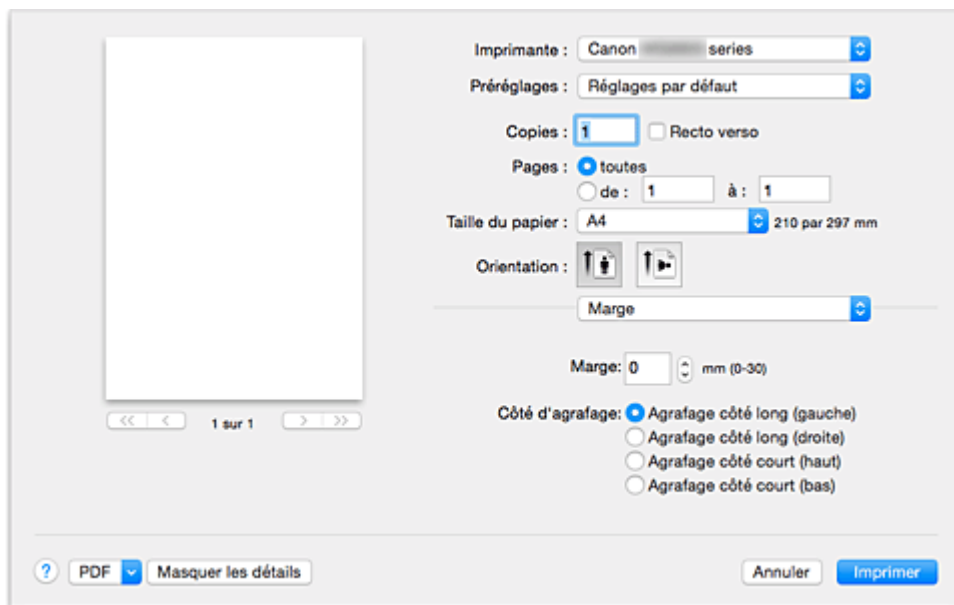 Imprimante : Canon series
Préréglages : Réglages par défaut
Copies : 1 Recto verso
Pages : toutes
de : 1 à : 1
Taille du papier : A4 210 par 297 mm
Orientation :
Marge
Marge: 0 mm (0-30)
Côté d'agrafage: Agrafage côté long (gauche)
Agrafage côté long (droite)
Agrafage côté court (haut)
Agrafage côté court (bas)
1 sur 1
? PDF Masquer les détails Annuler Imprimer